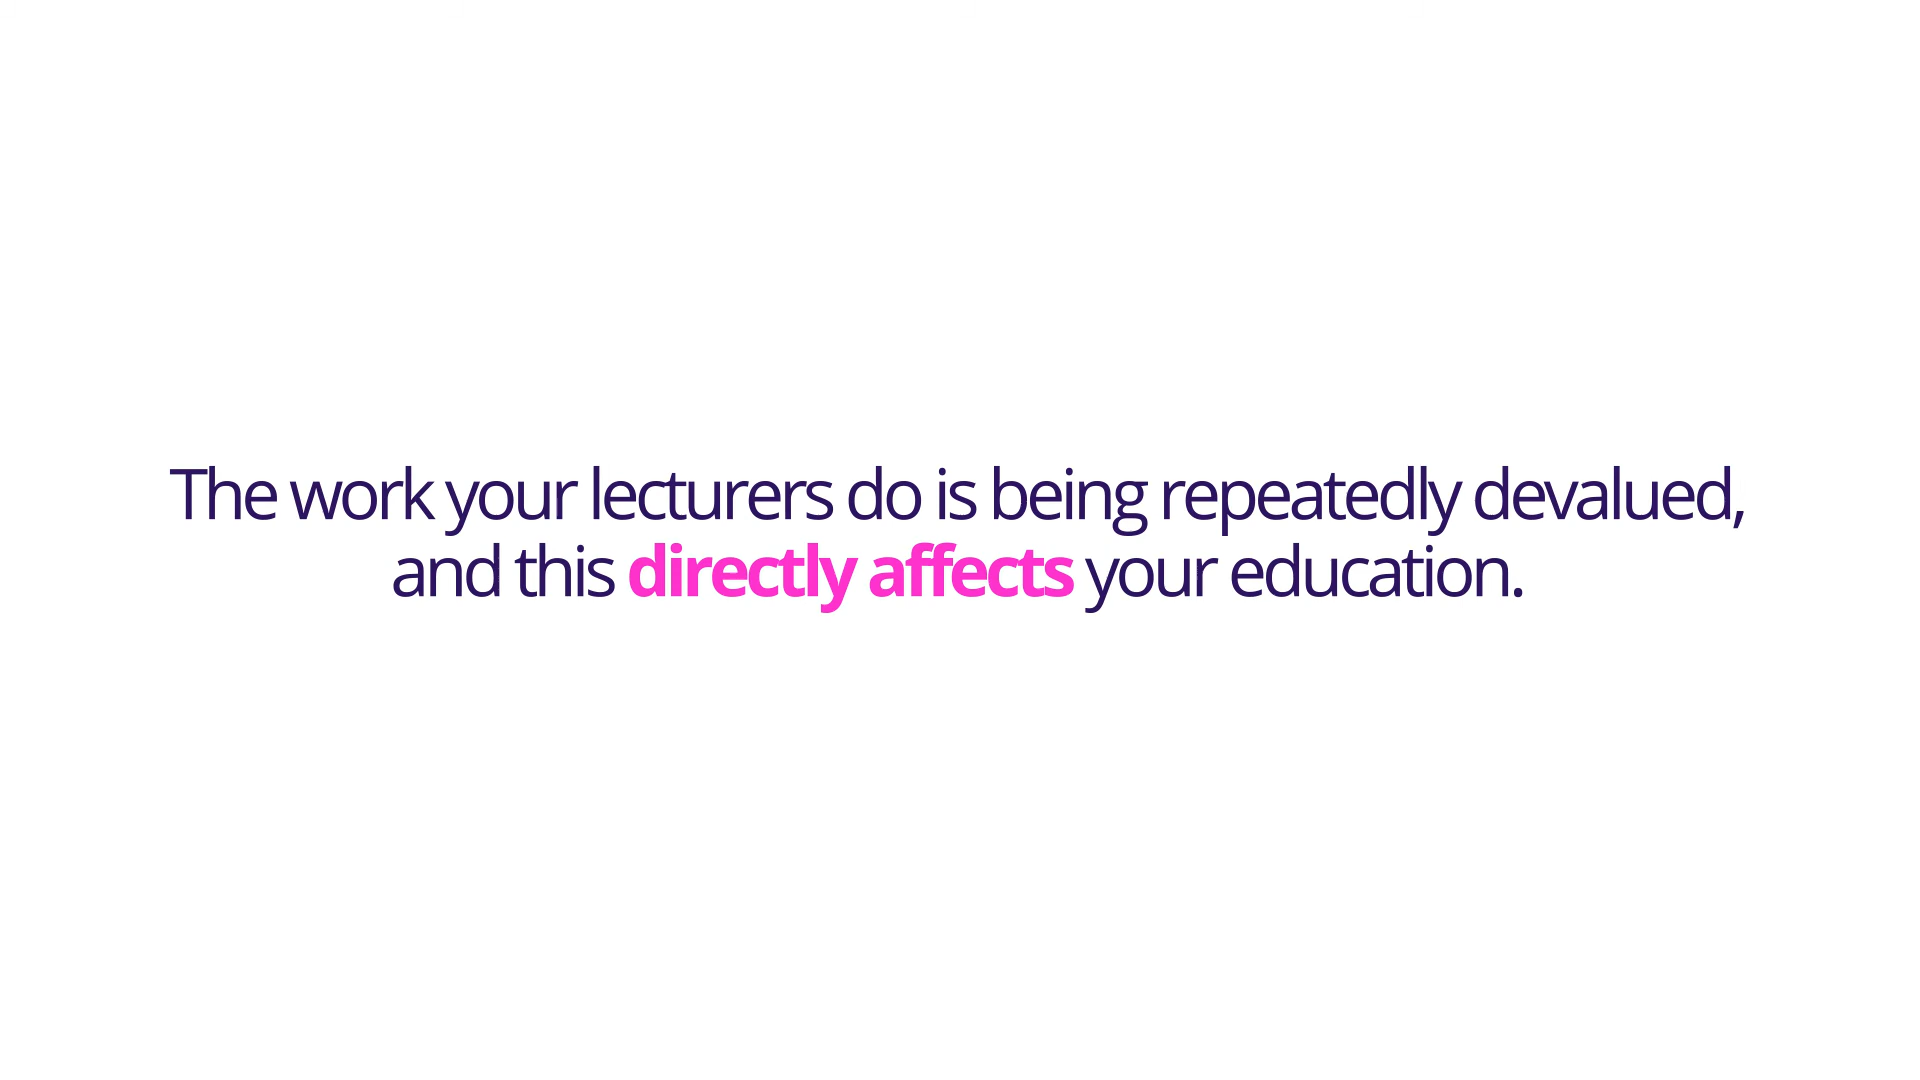 The work your lecturers do is being repeatedly devalued,
and this directly affects your education.